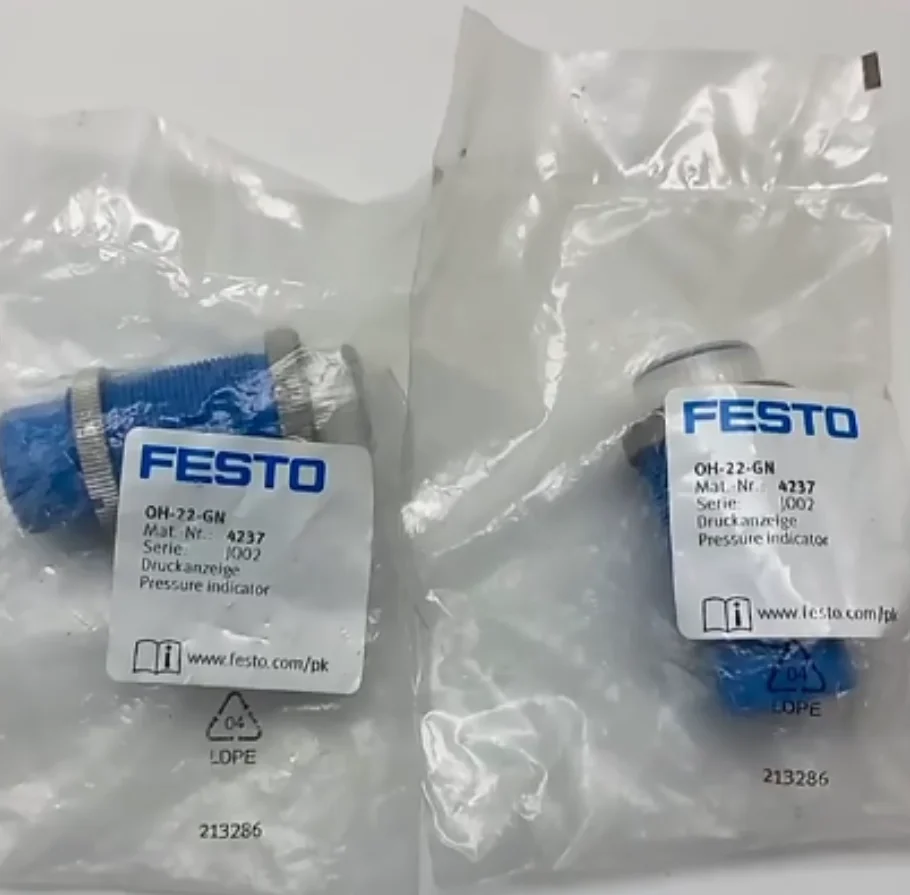 FESTO
OH-22-GN
Mat.-Nr.: 4237
Serie: J002
Druckanzeige
Pressure indicator
www.festo.com/pk
04
LDPE
213286
FESTO
OH-22-GN
Mat.-Nr.: 4237
Serie: J002
Druckanzeige
Pressure indicator
www.festo.com/pk
04
LDPE
213286